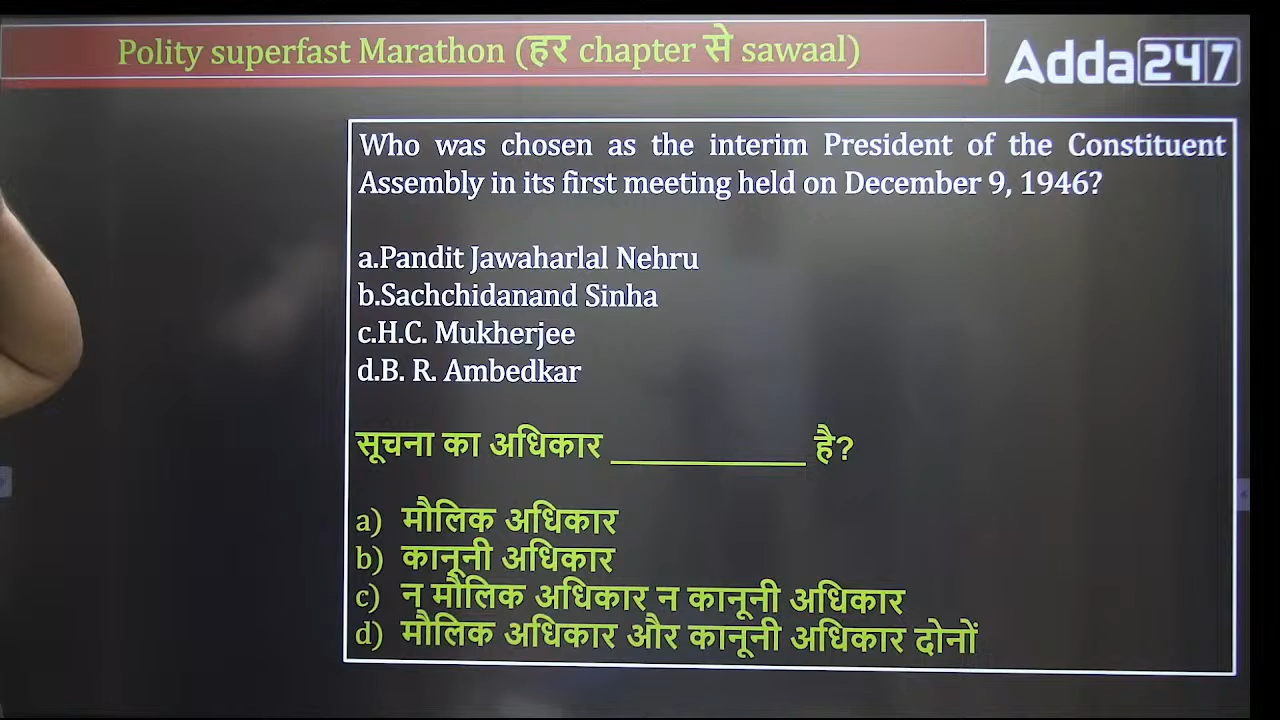 Polity superfast Marathon (हर chapter से sawaal)
Adda247
Who was chosen as the interim President of the Constituent
Assembly in its first meeting held on December 9, 1946?
a.Pandit Jawaharlal Nehru
b.Sachchidanand Sinha
c.H.C. Mukherjee
d.B. R. Ambedkar
सूचना का अधिकार ____________ है?
a) मौलिक अधिकार
b) कानूनी अधिकार
c) न मौलिक अधिकार न कानूनी अधिकार
d) मौलिक अधिकार और कानूनी अधिकार दोनों